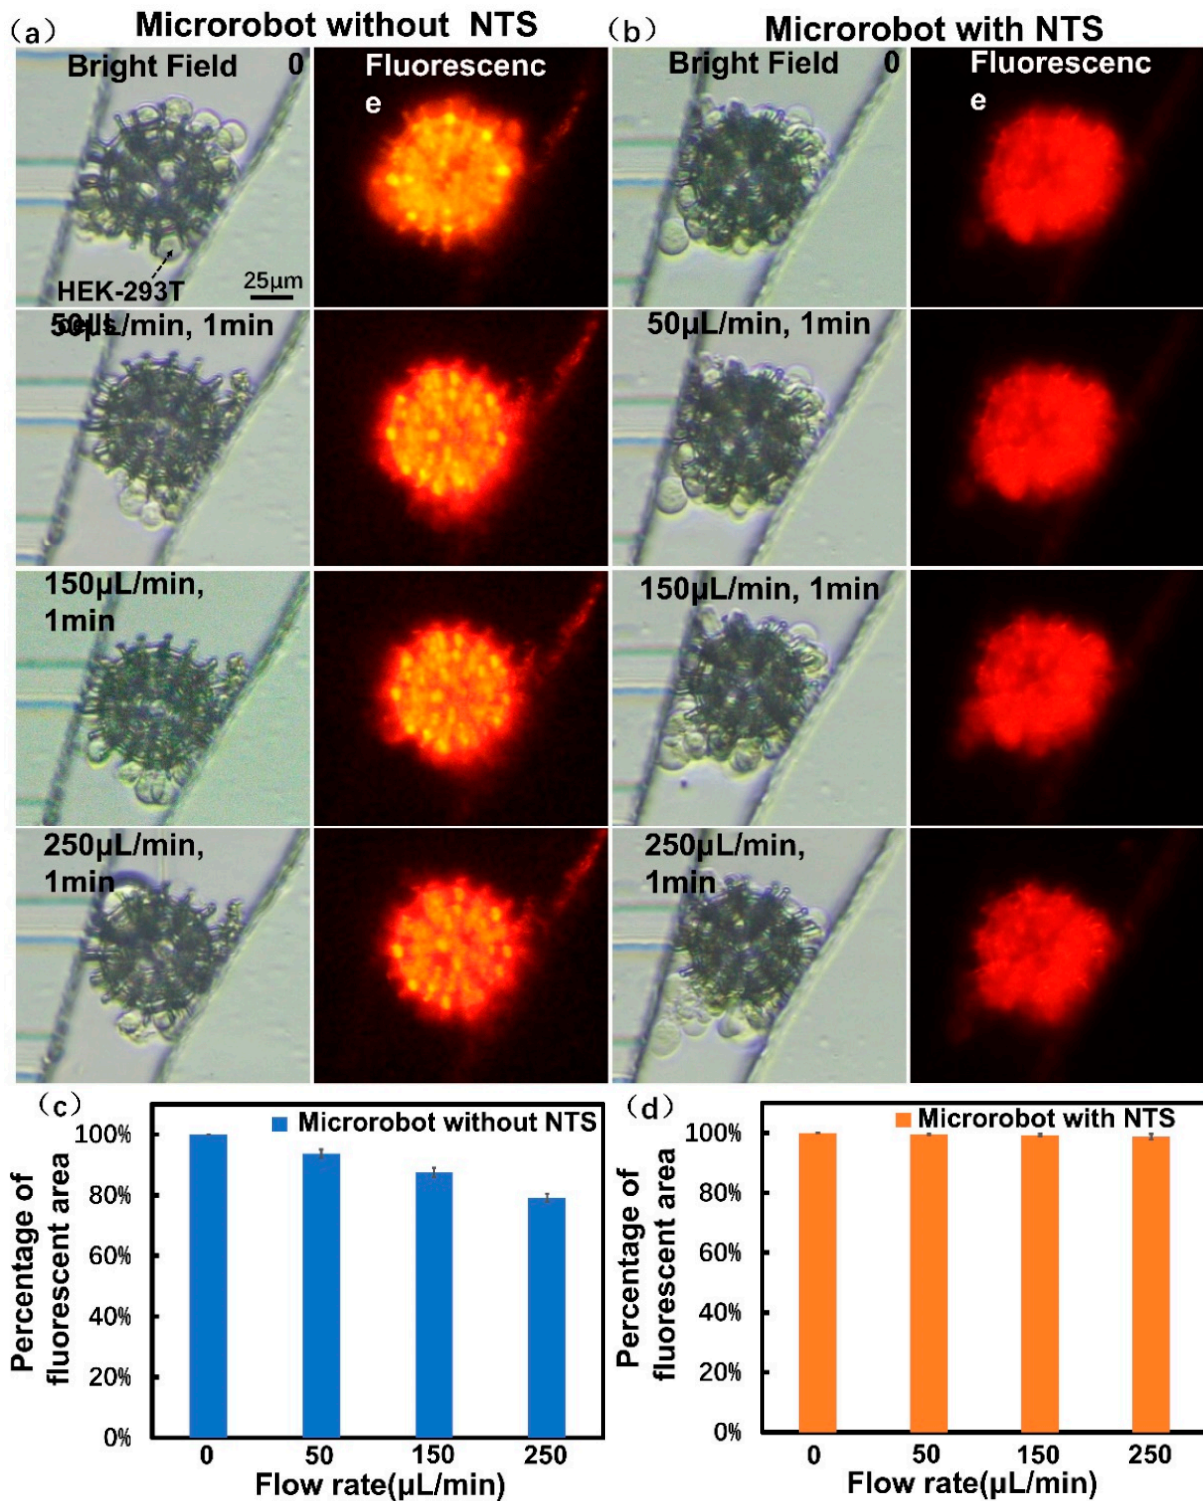 (a)
Microrobot without NTS
(b)
Microrobot with NTS
Bright Field
0
Fluorescenc
e
Bright Field
0
Fluorescenc
e
HEK-293T
cells
25μm
50μL/min, 1min
50μL/min, 1min
150μL/min,
1min
150μL/min, 1min
250μL/min,
1min
250μL/min,
1min
(c)
Microrobot without NTS
100%
80%
60%
40%
20%
0%
Percentage of
fluorescent area
0
50
150
250
Flow rate(μL/min)
(d)
Microrobot with NTS
100%
80%
60%
40%
20%
0%
Percentage of
fluorescent area
0
50
150
250
Flow rate(μL/min)